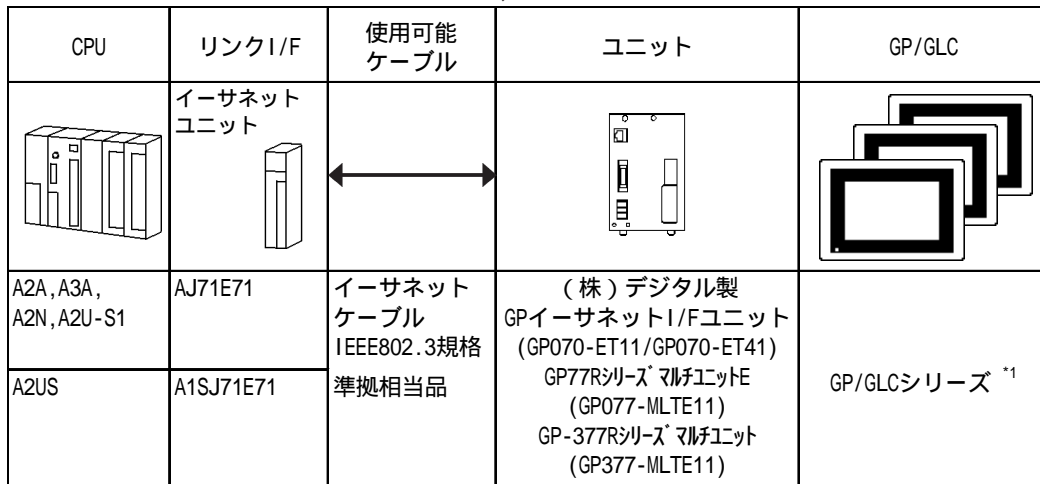 CPU
リンクI/F
使用可能
ケーブル
ユニット
GP/GLC
イーサネット
ユニット
A2A,A3A,
A2N,A2U-S1
AJ71E71
イーサネット
ケーブル
IEEE802.3規格
準拠相当品
(株)デジタル製
GPイーサネットI/Fユニット
(GP070-ET11/GP070-ET41)
GP77Rｼﾘｰｽﾞ ﾏﾙﾁﾕﾆｯﾄE
(GP077-MLTE11)
GP-377Rｼﾘｰｽﾞ ﾏﾙﾁﾕﾆｯﾄ
(GP377-MLTE11)
GP/GLCシリーズ *1
A2US
A1SJ71E71